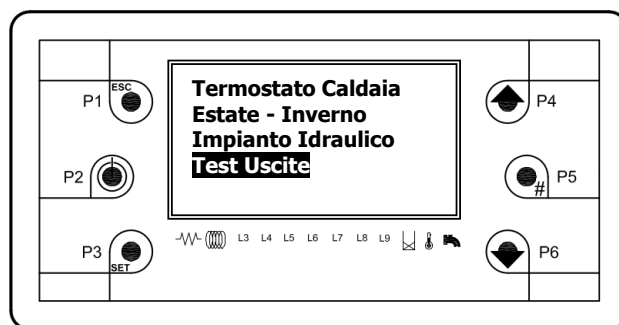 ESC
P1
P2
P3
SET
Termostato Caldaia
Estate - Inverno
Impianto Idraulico
Test Uscite
L3 L4 L5 L6 L7 L8 L9
P4
P5
#
P6